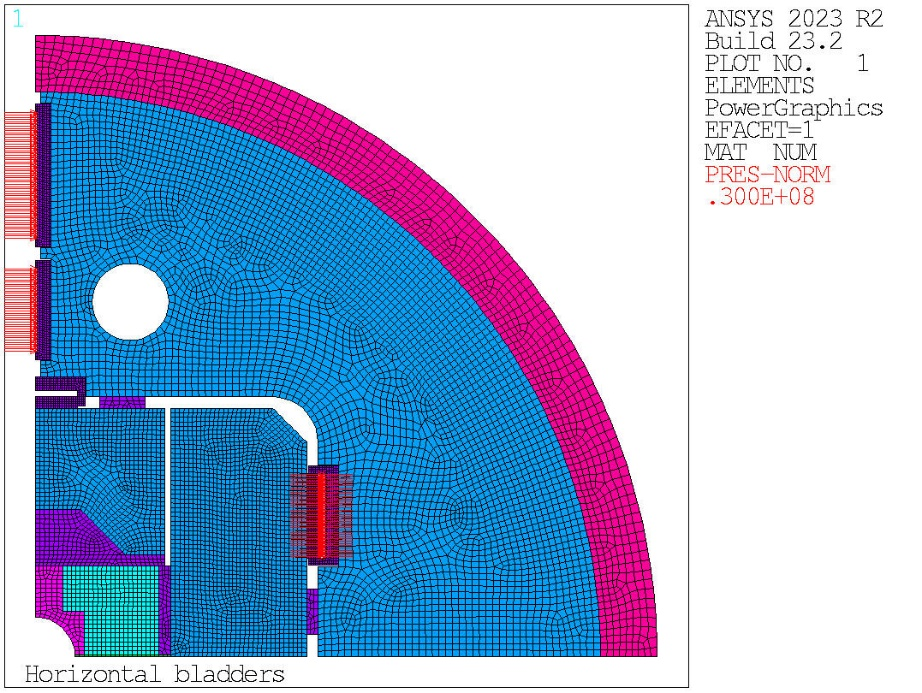 1
ANSYS 2023 R2
Build 23.2
PLOT NO.   1
ELEMENTS
PowerGraphics
EFACET=1
MAT  NUM
PRES-NORM
.300E+08
Horizontal bladders